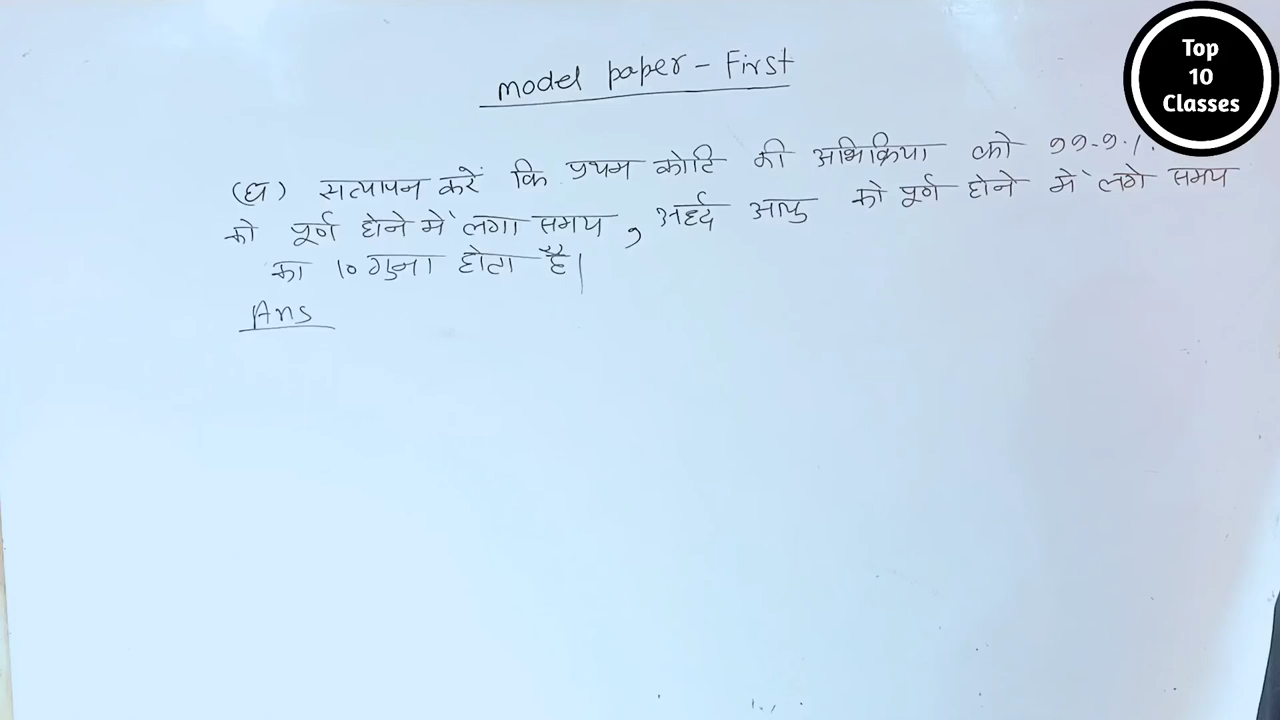 Top
10
Classes
model paper - First
(घ) सत्यापन करें कि प्रथम कोटि की अभिक्रिया को 99.9%
को पूर्ण होने में लगा समय, अर्ध्द आयु को पूर्ण होने में लगे समय
का 10 गुना होता है।
Ans